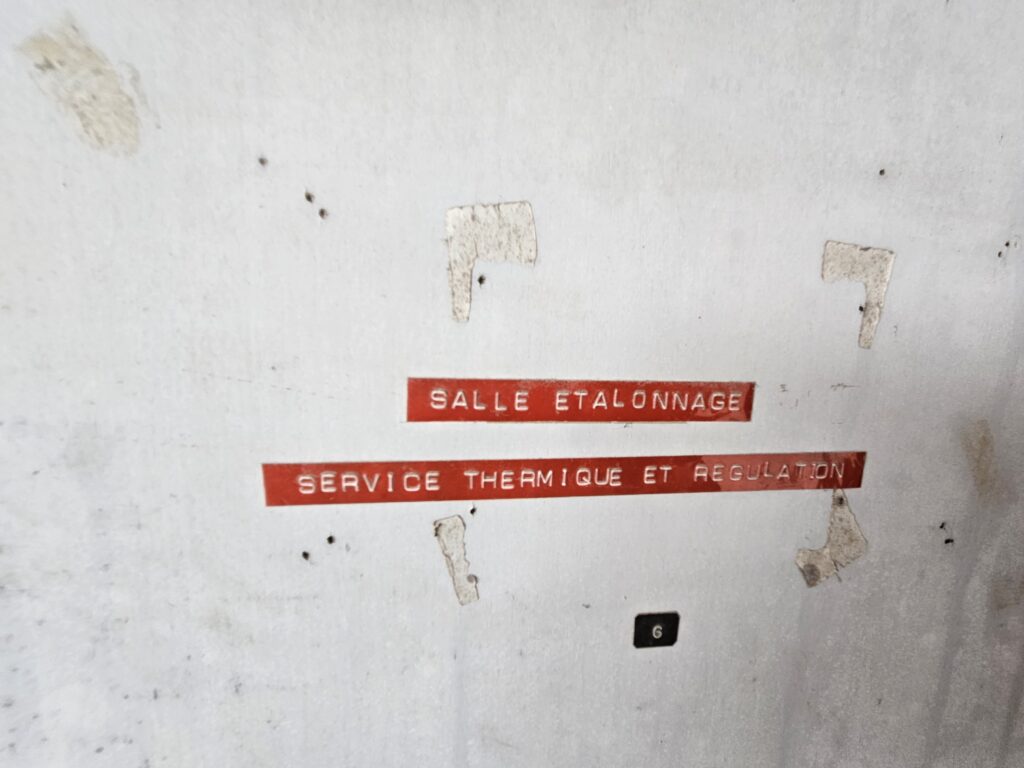 SALLE ETALONNAGE
SERVICE THERMIQUE ET REGULATION
6